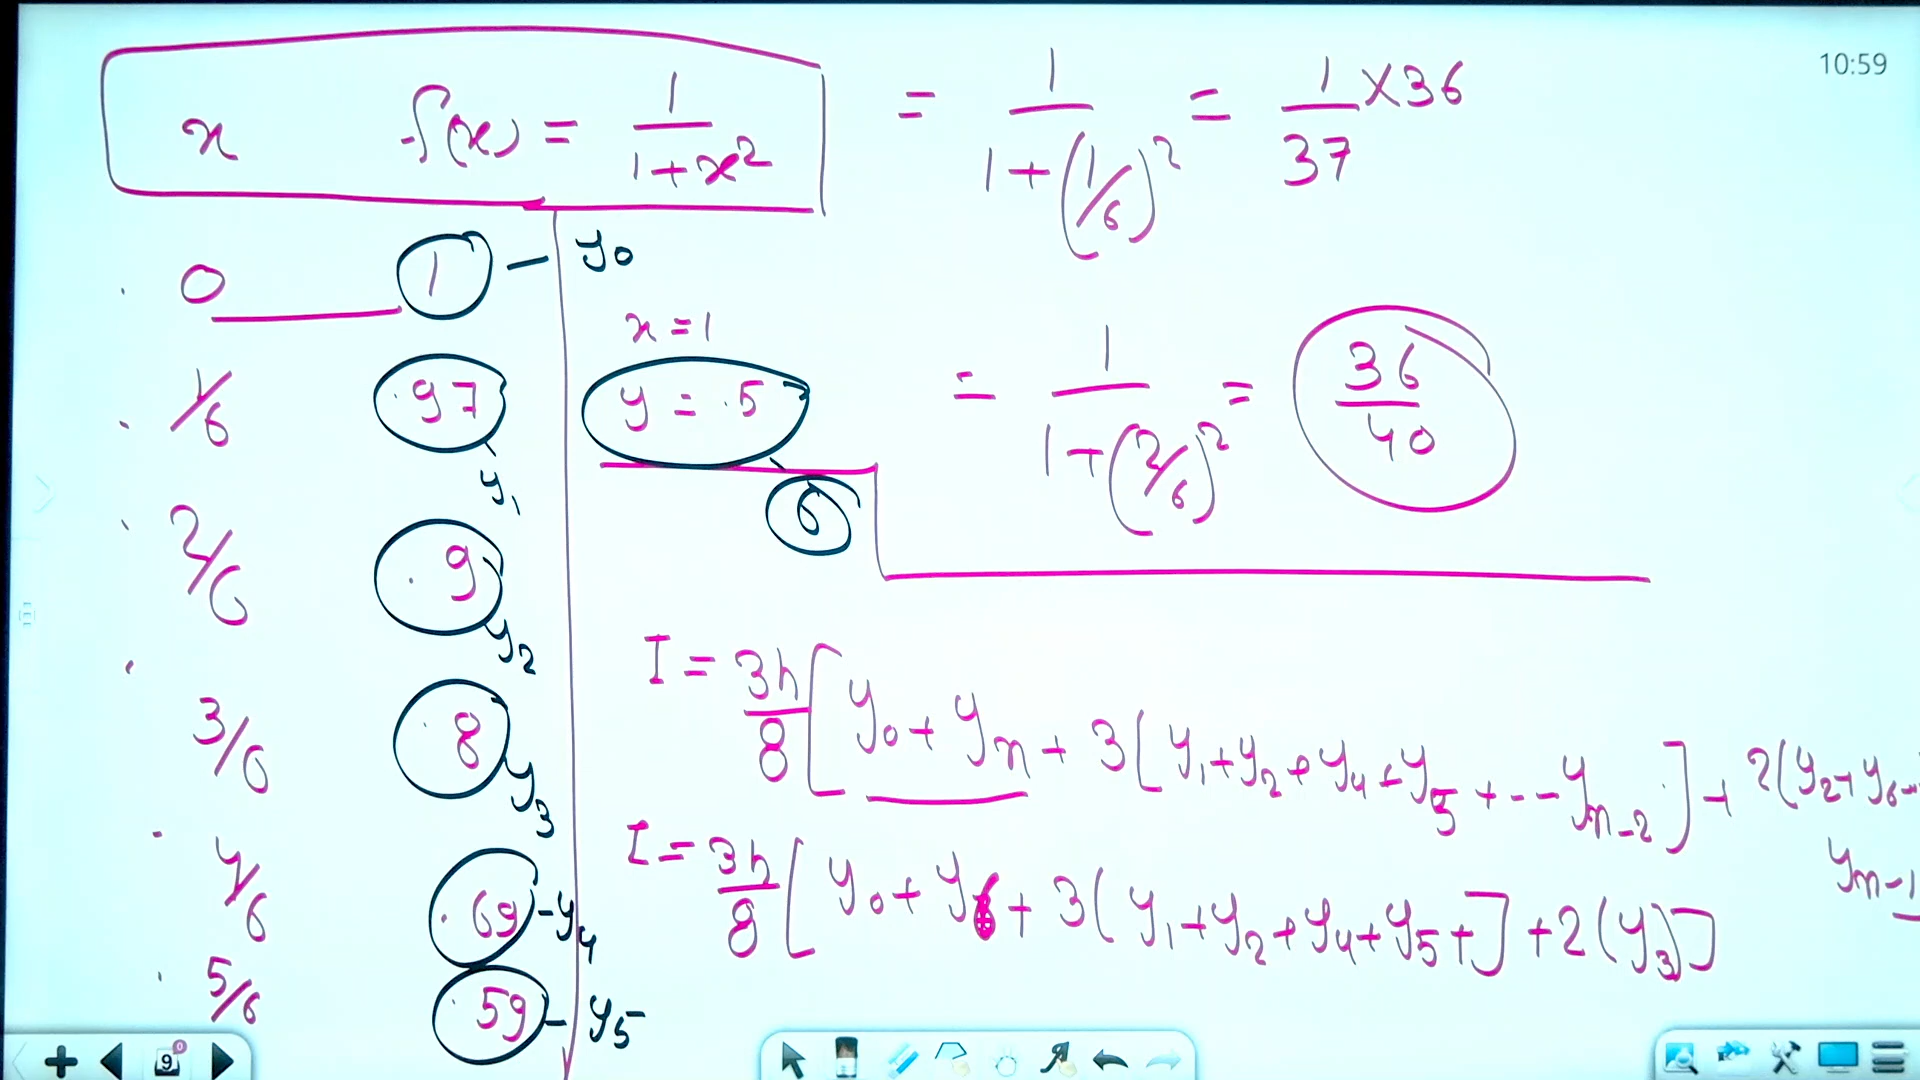 10:59
x f(x) = 1/1+x²
= 1/1+(1/6)² = 1/37 ×36
0 1 — y0
x = 1
1/6 .97 y1
y = .5 6
= 1/1+(2/6)² = 36/40
2/6 .9 y2
3/6 .8 y3
I = 3h/8 [y0 + yn + 3[y1+y2+y4+y5+---yn-2] + 2(y2+y6--
yn-1
4/6 .69 -y4
I = 3h/8 [y0 + y6 + 3(y1+y2+y4+y5+] +2(y3)]
5/6 .59 - y5
9 0